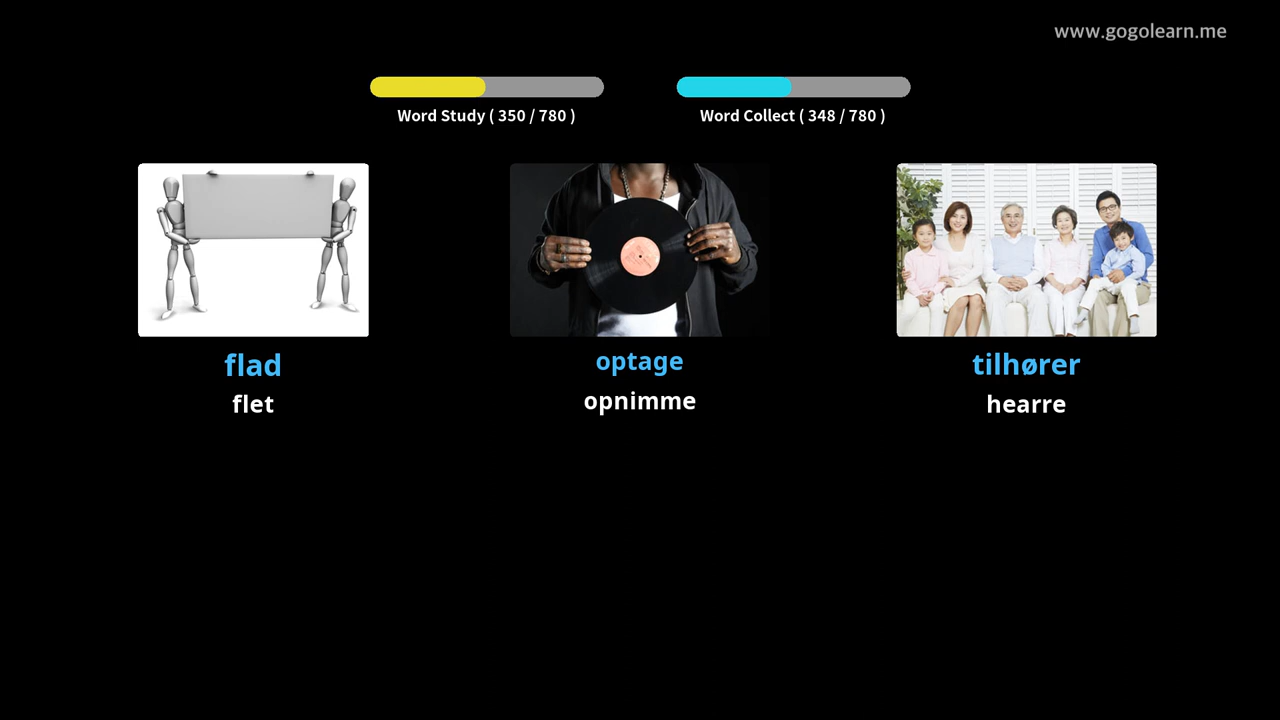 www.gogolearn.me
Word Study ( 350 / 780 )
Word Collect ( 348 / 780 )
flad
flet
optage
opnimme
tilhører
hearre